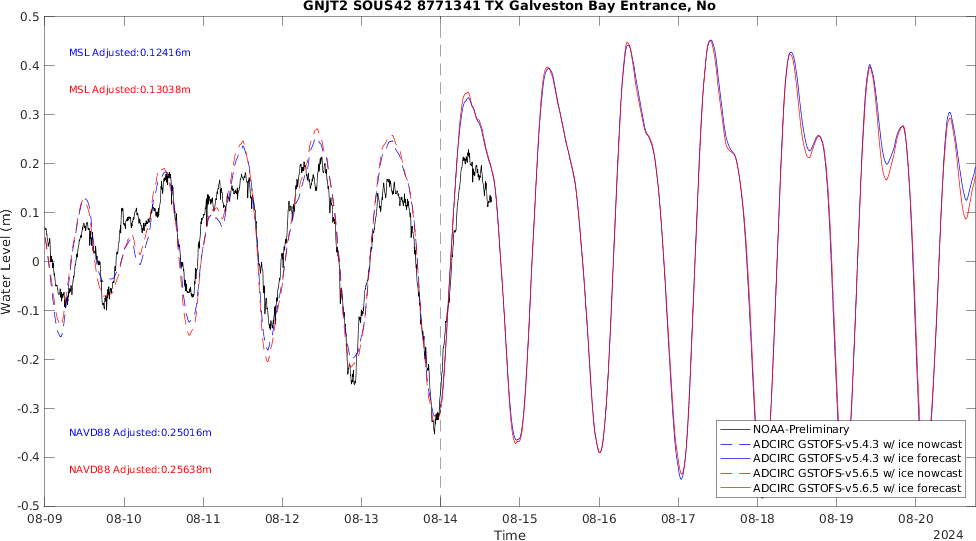 GNJT2 SOUS42 8771341 TX Galveston Bay Entrance, No
0.5
0.4
0.3
0.2
0.1
0
-0.1
-0.2
-0.3
-0.4
-0.5
Water Level (m)
MSL Adjusted:0.12416m
MSL Adjusted:0.13038m
NAVD88 Adjusted:0.25016m
NAVD88 Adjusted:0.25638m
NOAA-Preliminary
ADCIRC GSTOFS-v5.4.3 w/ ice nowcast
ADCIRC GSTOFS-v5.4.3 w/ ice forecast
ADCIRC GSTOFS-v5.6.5 w/ ice nowcast
ADCIRC GSTOFS-v5.6.5 w/ ice forecast
08-09 08-10 08-11 08-12 08-13 08-14 08-15 08-16 08-17 08-18 08-19 08-20
Time
2024